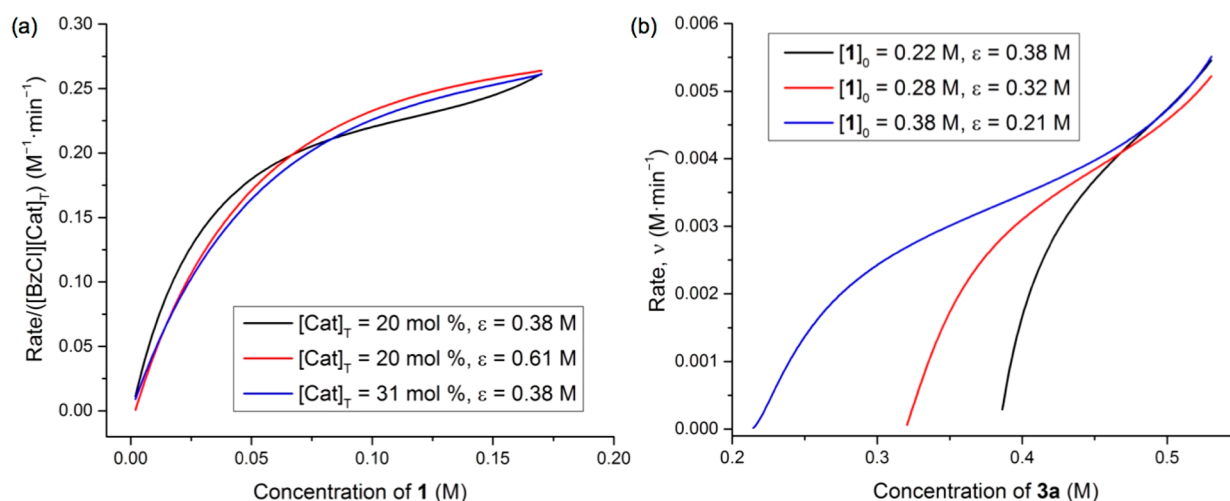 (a)
Rate/([BzCl][Cat]T) (M−1·min−1)
0.30
0.25
0.20
0.15
0.10
0.05
0.00
[Cat]T = 20 mol %, ε = 0.38 M
[Cat]T = 20 mol %, ε = 0.61 M
[Cat]T = 31 mol %, ε = 0.38 M
0.00 0.05 0.10 0.15 0.20
Concentration of 1 (M)
(b)
Rate, ν (M·min−1)
0.006
0.005
0.004
0.003
0.002
0.001
0.000
[1]0 = 0.22 M, ε = 0.38 M
[1]0 = 0.28 M, ε = 0.32 M
[1]0 = 0.38 M, ε = 0.21 M
0.2 0.3 0.4 0.5
Concentration of 3a (M)